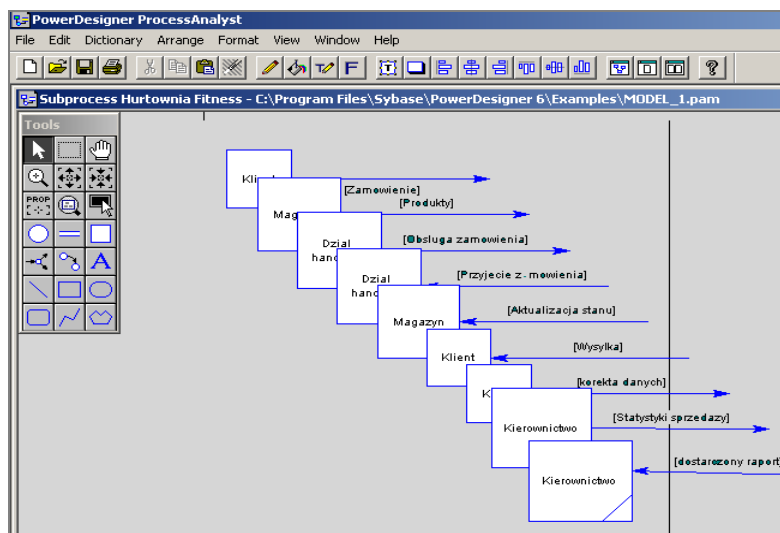 PowerDesigner ProcessAnalyst
File Edit Dictionary Arrange Format View Window Help
Subprocess Hurtownia Fitness - C:\Program Files\Sybase\PowerDesigner 6\Examples\MODEL_1.pam
Tools
PROP
A
[Zamowienie]
[Produkty]
Dzial
[Obsluga zamowienia]
Dzial
[Przyjecie z-mowienia]
Magazyn
[Aktualizacja stanu]
Klient
[Wysylka]
[korekta danych]
Kierownictwo
[Statystyki sprzedazy]
Kierownictwo
[dostarczony raport]